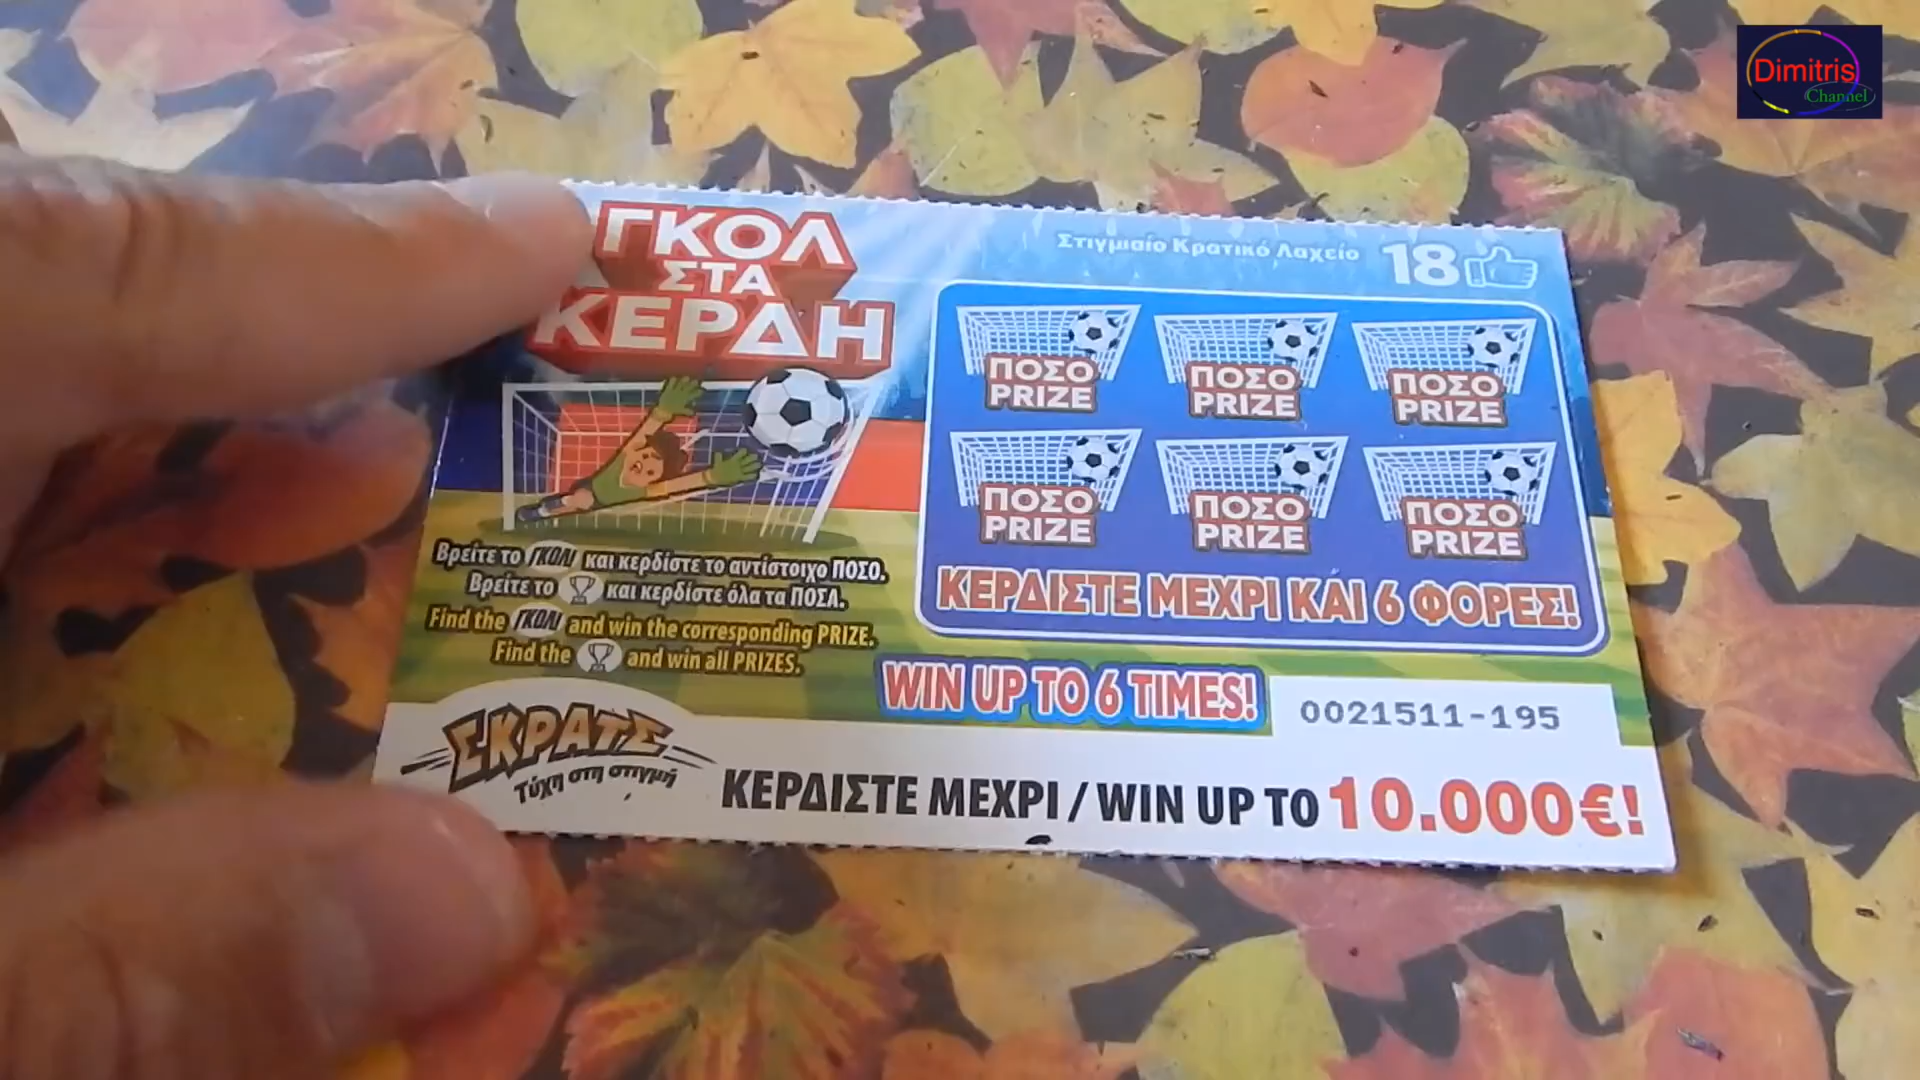 Dimitris
Channel
ΓΚΟΛ
ΣΤΑ
ΚΕΡΔΗ
Στιγμιαίο Κρατικό Λαχείο 18
ΠΟΣΟ
PRIZE
ΠΟΣΟ
PRIZE
ΠΟΣΟ
PRIZE
ΠΟΣΟ
PRIZE
ΠΟΣΟ
PRIZE
ΠΟΣΟ
PRIZE
ΚΕΡΔΙΣΤΕ ΜΕΧΡΙ ΚΑΙ 6 ΦΟΡΕΣ!
Βρείτε το ΓΚΟΛ! και κερδίστε το αντίστοιχο ΠΟΣΟ.
Βρείτε το και κερδίστε όλα τα ΠΟΣΑ.
Find the ΓΚΟΛ! and win the corresponding PRIZE.
Find the and win all PRIZES.
WIN UP TO 6 TIMES!
0021511-195
ΣΚΡΑΤΣ
Τύχη στη στιγμή
ΚΕΡΔΙΣΤΕ ΜΕΧΡΙ / WIN UP TO 10.000€!